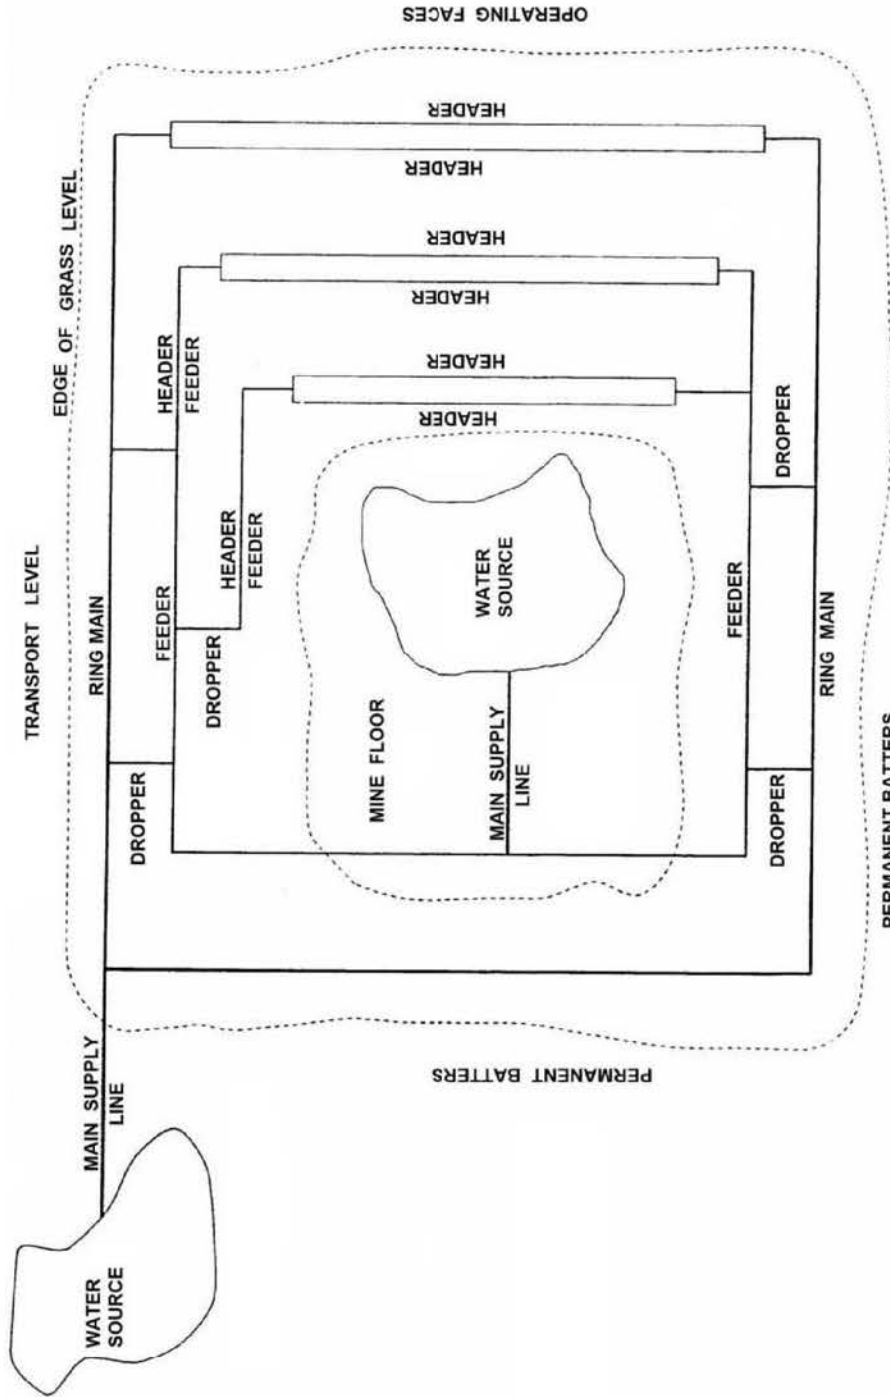 OPERATING FACES
HEADER
HEADER
EDGE OF GRASS LEVEL
HEADER
HEADER
HEADER
FEEDER
HEADER
HEADER
DROPPER
TRANSPORT LEVEL
RING MAIN
FEEDER
DROPPER
HEADER
FEEDER
WATER
SOURCE
FEEDER
RING MAIN
DROPPER
MINE FLOOR
MAIN SUPPLY
LINE
DROPPER
PERMANENT BATTERS
PERMANENT BATTERS
MAIN SUPPLY
LINE
WATER
SOURCE